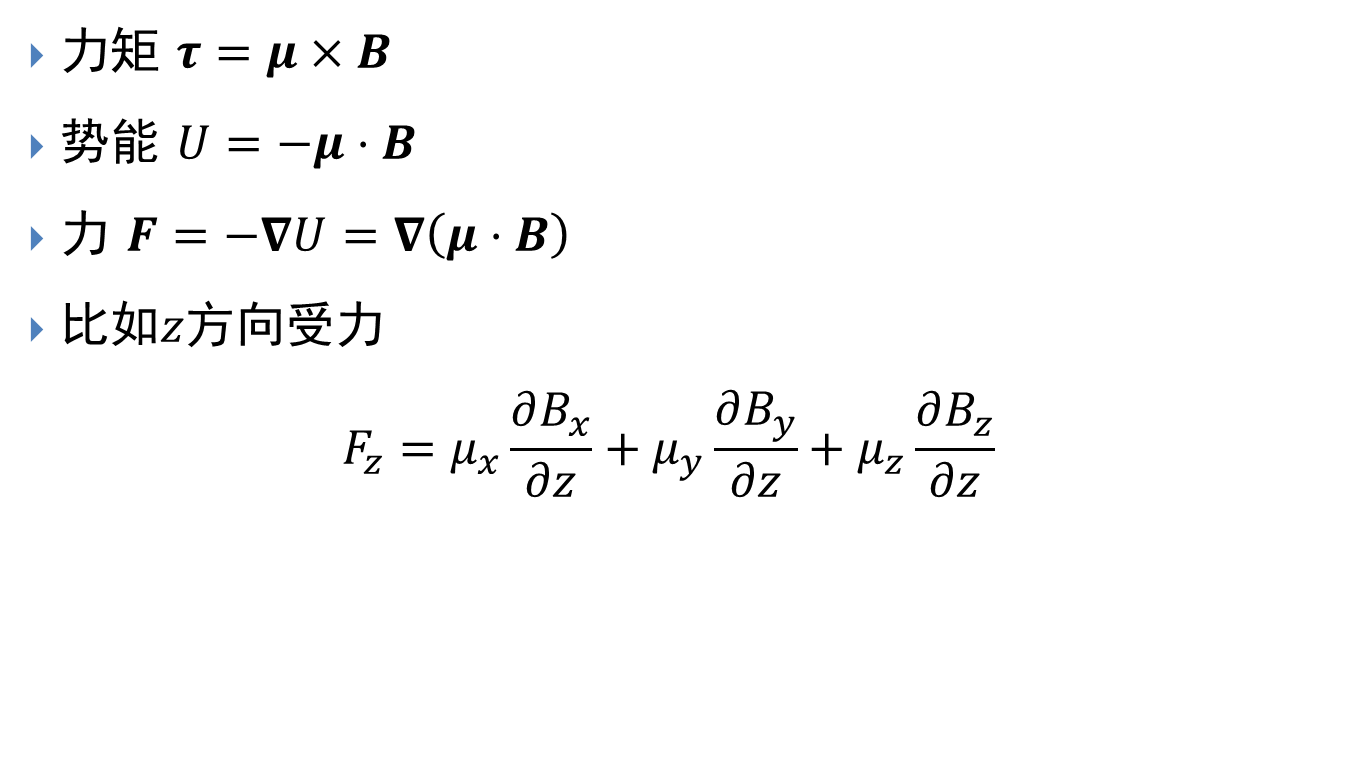 力矩 𝝉 = 𝝁 × 𝑩
势能 𝑈 = −𝝁 · 𝑩
力 𝑭 = −𝛁𝑈 = 𝛁(𝝁 · 𝑩)
比如𝑧方向受力
𝐹_𝑧 = 𝜇_𝑥 ∂𝐵_𝑥/∂𝑧 + 𝜇_𝑦 ∂𝐵_𝑦/∂𝑧 + 𝜇_𝑧 ∂𝐵_𝑧/∂𝑧